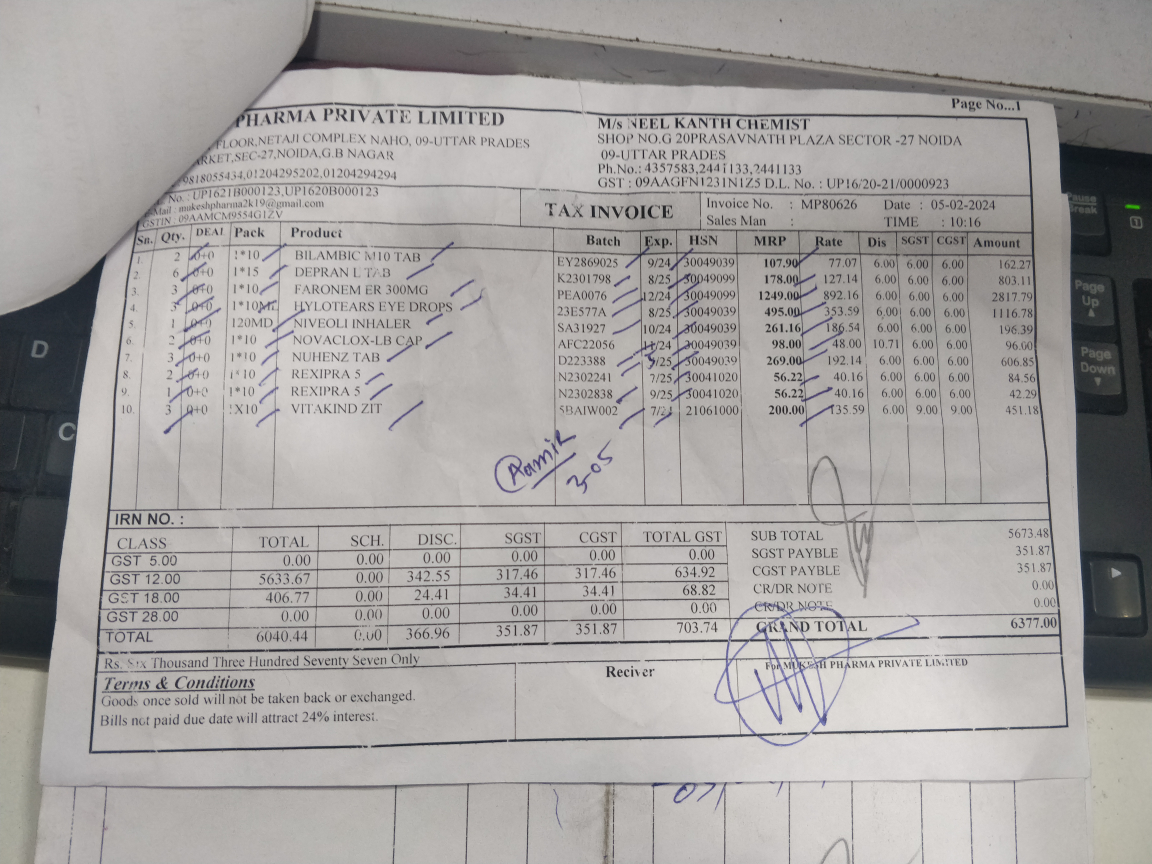 PHARMA PRIVATE LIMITED
FLOOR,NETAJI COMPLEX NAHO, 09-UTTAR PRADES
ARKET,SEC-27,NOIDA,G.B NAGAR
9818055434,01204295202,01204294294
No. : UP1621B000123,UP1620B000123
E-Mail : mukeshpharma2k19@gmail.com
GSTIN : 09AAMCM9554G1ZV
Page No...1
M/s NEEL KANTH CHEMIST
SHOP NO.G 20PRASAVNATH PLAZA SECTOR -27 NOIDA
09-UTTAR PRADES
Ph.No.: 4357583,2441133,2441133
GST : 09AAGFN1231N1Z5 D.L. No. : UP16/20-21/0000923
TAX INVOICE
Invoice No. : MP80626 Date : 05-02-2024
Sales Man : TIME : 10:16
Sn. Qty. DEAL Pack Product Batch Exp. HSN MRP Rate Dis SGST CGST Amount
1. 2 0+0 1*10 BILAMBIC M10 TAB EY2869025 9/24 30049039 107.90 77.07 6.00 6.00 6.00 162.27
2. 6 0+0 1*15 DEPRAN L TAB K2301798 8/25 30049099 178.00 127.14 6.00 6.00 6.00 803.11
3. 3 0+0 1*10 FARONEM ER 300MG PEA0076 12/24 30049099 1249.00 892.16 6.00 6.00 6.00 2817.79
4. 3 0+0 1*10ML HYLOTEARS EYE DROPS 23E577A 8/25 30049039 495.00 353.59 6.00 6.00 6.00 1116.78
5. 1 0+0 120MD NIVEOLI INHALER SA31927 10/24 30049039 261.16 186.54 6.00 6.00 6.00 196.39
6. 2 0+0 1*10 NOVACLOX-LB CAP AFC22056 11/24 30049039 98.00 48.00 10.71 6.00 6.00 96.60
7. 3 0+0 1*10 NUHENZ TAB D223388 /25 30049039 269.00 192.14 6.00 6.00 6.00 606.85
8. 2 0+0 1*10 REXIPRA 5 N2302241 7/25 30041020 56.22 40.16 6.00 6.00 6.00 84.56
9. 1 0+0 1*10 REXIPRA 5 N2302838 9/25 30041020 56.22 40.16 6.00 6.00 6.00 42.29
10. 3 0+0 1X10 VITAKIND ZIT 5BAIW002 7/24 21061000 200.00 135.59 6.00 9.00 9.00 451.18
3-05
IRN NO. :
CLASS TOTAL SCH. DISC. SGST CGST TOTAL GST
GST 5.00 0.00 0.00 0.00 0.00 0.00 0.00
GST 12.00 5633.67 0.00 342.55 317.46 317.46 634.92
GST 18.00 406.77 0.00 24.41 34.41 34.41 68.82
GST 28.00 0.00 0.00 0.00 0.00 0.00 0.00
TOTAL 6040.44 0.00 366.96 351.87 351.87 703.74
SUB TOTAL 5673.48
SGST PAYBLE 351.87
CGST PAYBLE 351.87
CR/DR NOTE 0.00
CR/DR NOTE 0.00
GRAND TOTAL 6377.00
Rs. Six Thousand Three Hundred Seventy Seven Only
Terms & Conditions
Goods once sold will not be taken back or exchanged.
Bills not paid due date will attract 24% interest.
Reciver
For MUKESH PHARMA PRIVATE LIMITED
Pause
Break
Page
Up
Page
Down
D
C